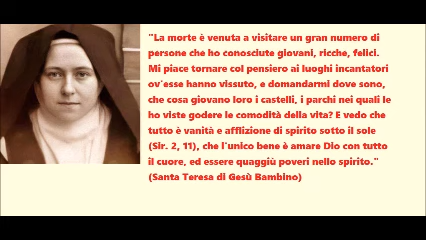 "La morte è venuta a visitare un gran numero di
persone che ho conosciute giovani, ricche, felici.
Mi piace tornare col pensiero ai luoghi incantatori
ov'esse hanno vissuto, e domandarmi dove sono,
che cosa giovano loro i castelli, i parchi nei quali le
ho viste godere le comodità della vita? E vedo che
tutto è vanità e afflizione di spirito sotto il sole
(Sir. 2, 11), che l'unico bene è amare Dio con tutto
il cuore, ed essere quaggiù poveri nello spirito."
(Santa Teresa di Gesù Bambino)